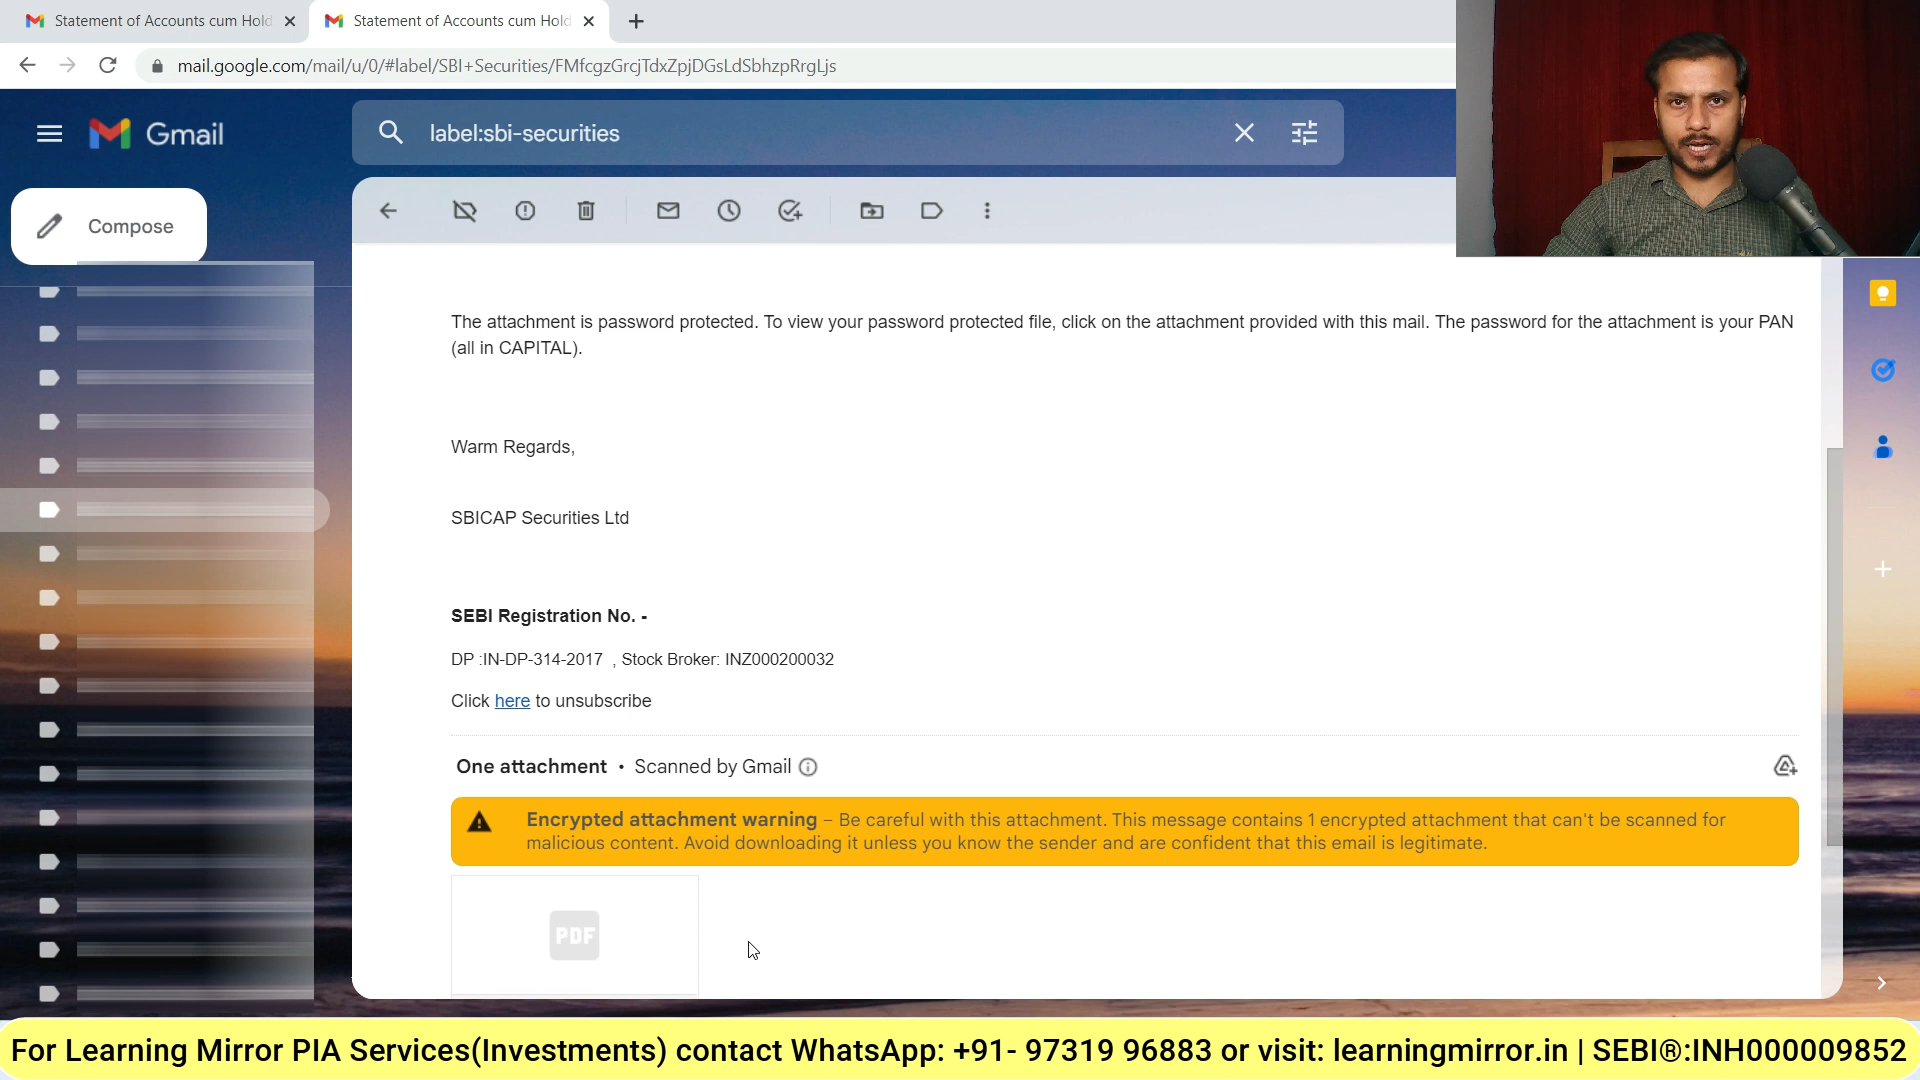 Statement of Accounts cum Hold
Statement of Accounts cum Hold
mail.google.com/mail/u/0/#label/SBI+Securities/FMfcgzGrcjTdxZpjDGsLdSbhzpRrgLjs
Gmail
label:sbi-securities
Compose
The attachment is password protected. To view your password protected file, click on the attachment provided with this mail. The password for the attachment is your PAN
(all in CAPITAL).
Warm Regards,
SBICAP Securities Ltd
SEBI Registration No. -
DP :IN-DP-314-2017 , Stock Broker: INZ000200032
Click here to unsubscribe
One attachment • Scanned by Gmail
Encrypted attachment warning – Be careful with this attachment. This message contains 1 encrypted attachment that can't be scanned for
malicious content. Avoid downloading it unless you know the sender and are confident that this email is legitimate.
PDF
For Learning Mirror PIA Services(Investments) contact WhatsApp: +91- 97319 96883 or visit: learningmirror.in | SEBI®:INH000009852